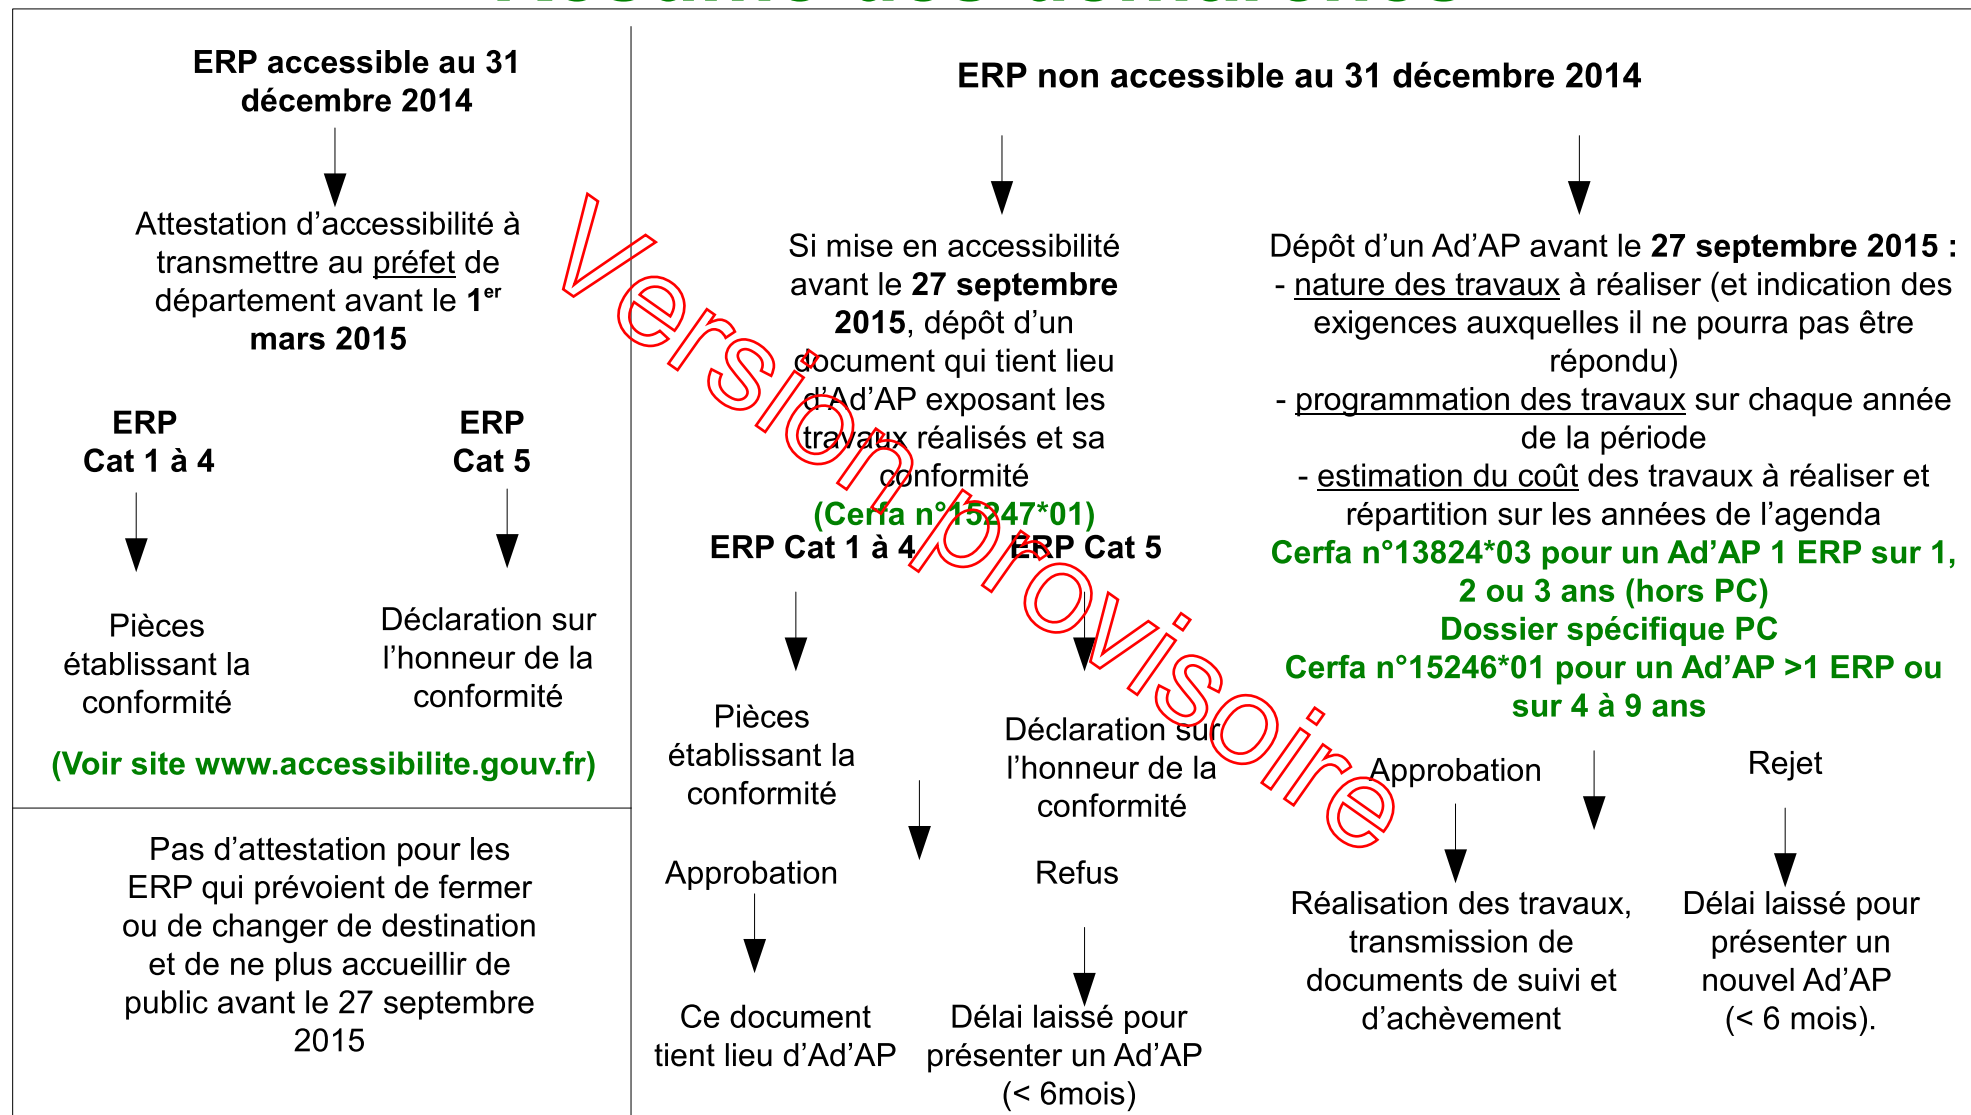 Résumé des démarches
ERP accessible au 31
décembre 2014
Attestation d’accessibilité à
transmettre au préfet de
département avant le 1er
mars 2015
ERP
Cat 1 à 4
ERP
Cat 5
Pièces
établissant la
conformité
Déclaration sur
l’honneur de la
conformité
(Voir site www.accessibilite.gouv.fr)
Pas d’attestation pour les
ERP qui prévoient de fermer
ou de changer de destination
et de ne plus accueillir de
public avant le 27 septembre
2015
ERP non accessible au 31 décembre 2014
Si mise en accessibilité
avant le 27 septembre
2015, dépôt d’un
document qui tient lieu
d’Ad’AP exposant les
travaux réalisés et sa
conformité
(Cerfa n°15247*01)
ERP Cat 1 à 4
ERP Cat 5
Pièces
établissant la
conformité
Déclaration sur
l’honneur de la
conformité
Approbation
Refus
Ce document
tient lieu d’Ad’AP
Délai laissé pour
présenter un Ad’AP
(< 6mois)
Dépôt d’un Ad’AP avant le 27 septembre 2015 :
- nature des travaux à réaliser (et indication des
exigences auxquelles il ne pourra pas être
répondu)
- programmation des travaux sur chaque année
de la période
- estimation du coût des travaux à réaliser et
répartition sur les années de l’agenda
Cerfa n°13824*03 pour un Ad’AP 1 ERP sur 1,
2 ou 3 ans (hors PC)
Dossier spécifique PC
Cerfa n°15246*01 pour un Ad’AP >1 ERP ou
sur 4 à 9 ans
Approbation
Rejet
Réalisation des travaux,
transmission de
documents de suivi et
d’achèvement
Délai laissé pour
présenter un
nouvel Ad’AP
(< 6 mois).
Version provisoire